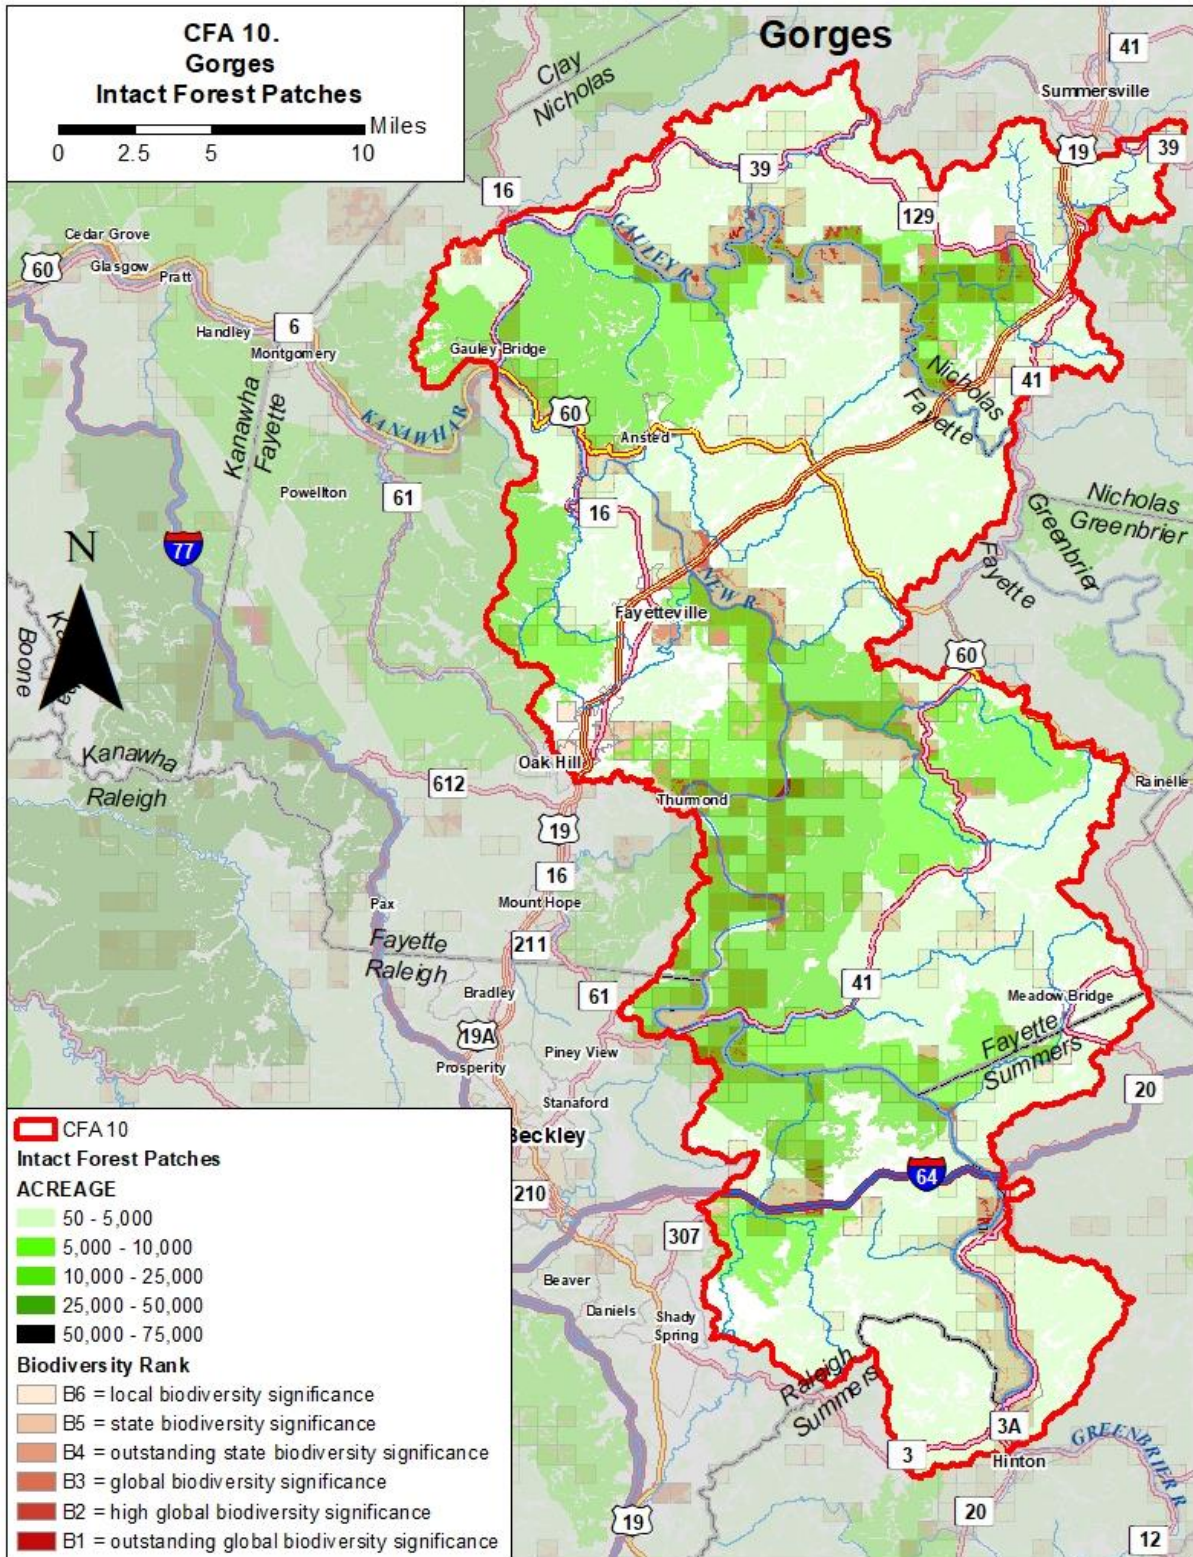 CFA 10.
Gorges
Intact Forest Patches
Miles
0 2.5 5 10
Gorges
41
Clay
Nicholas
Summersville
19
39
39
16
129
GAULEY R
Cedar Grove
60
Glasgow
Pratt
Handley
6
Montgomery
Gauley Bridge
KANAWHA R
Kanawha
Fayette
60
Ansted
Nicholas
Fayette
41
Powellton
61
16
Nicholas
Greenbrier
Greenbrier
Fayette
N
77
NEW R
Fayetteville
60
Boone
Kanawha
Raleigh
Oak Hill
612
Thurmond
Rainelle
19
16
Pax
Mount Hope
211
Fayette
Raleigh
61
41
Meadow Bridge
Bradley
19A
Piney View
Fayette
Summers
Prosperity
20
Stanaford
Beckley
64
210
307
Beaver
Daniels
Shady
Spring
Raleigh
Summers
3A
3
Hinton
GREENBRIER R
20
19
12
CFA 10
Intact Forest Patches
ACREAGE
50 - 5,000
5,000 - 10,000
10,000 - 25,000
25,000 - 50,000
50,000 - 75,000
Biodiversity Rank
B6 = local biodiversity significance
B5 = state biodiversity significance
B4 = outstanding state biodiversity significance
B3 = global biodiversity significance
B2 = high global biodiversity significance
B1 = outstanding global biodiversity significance